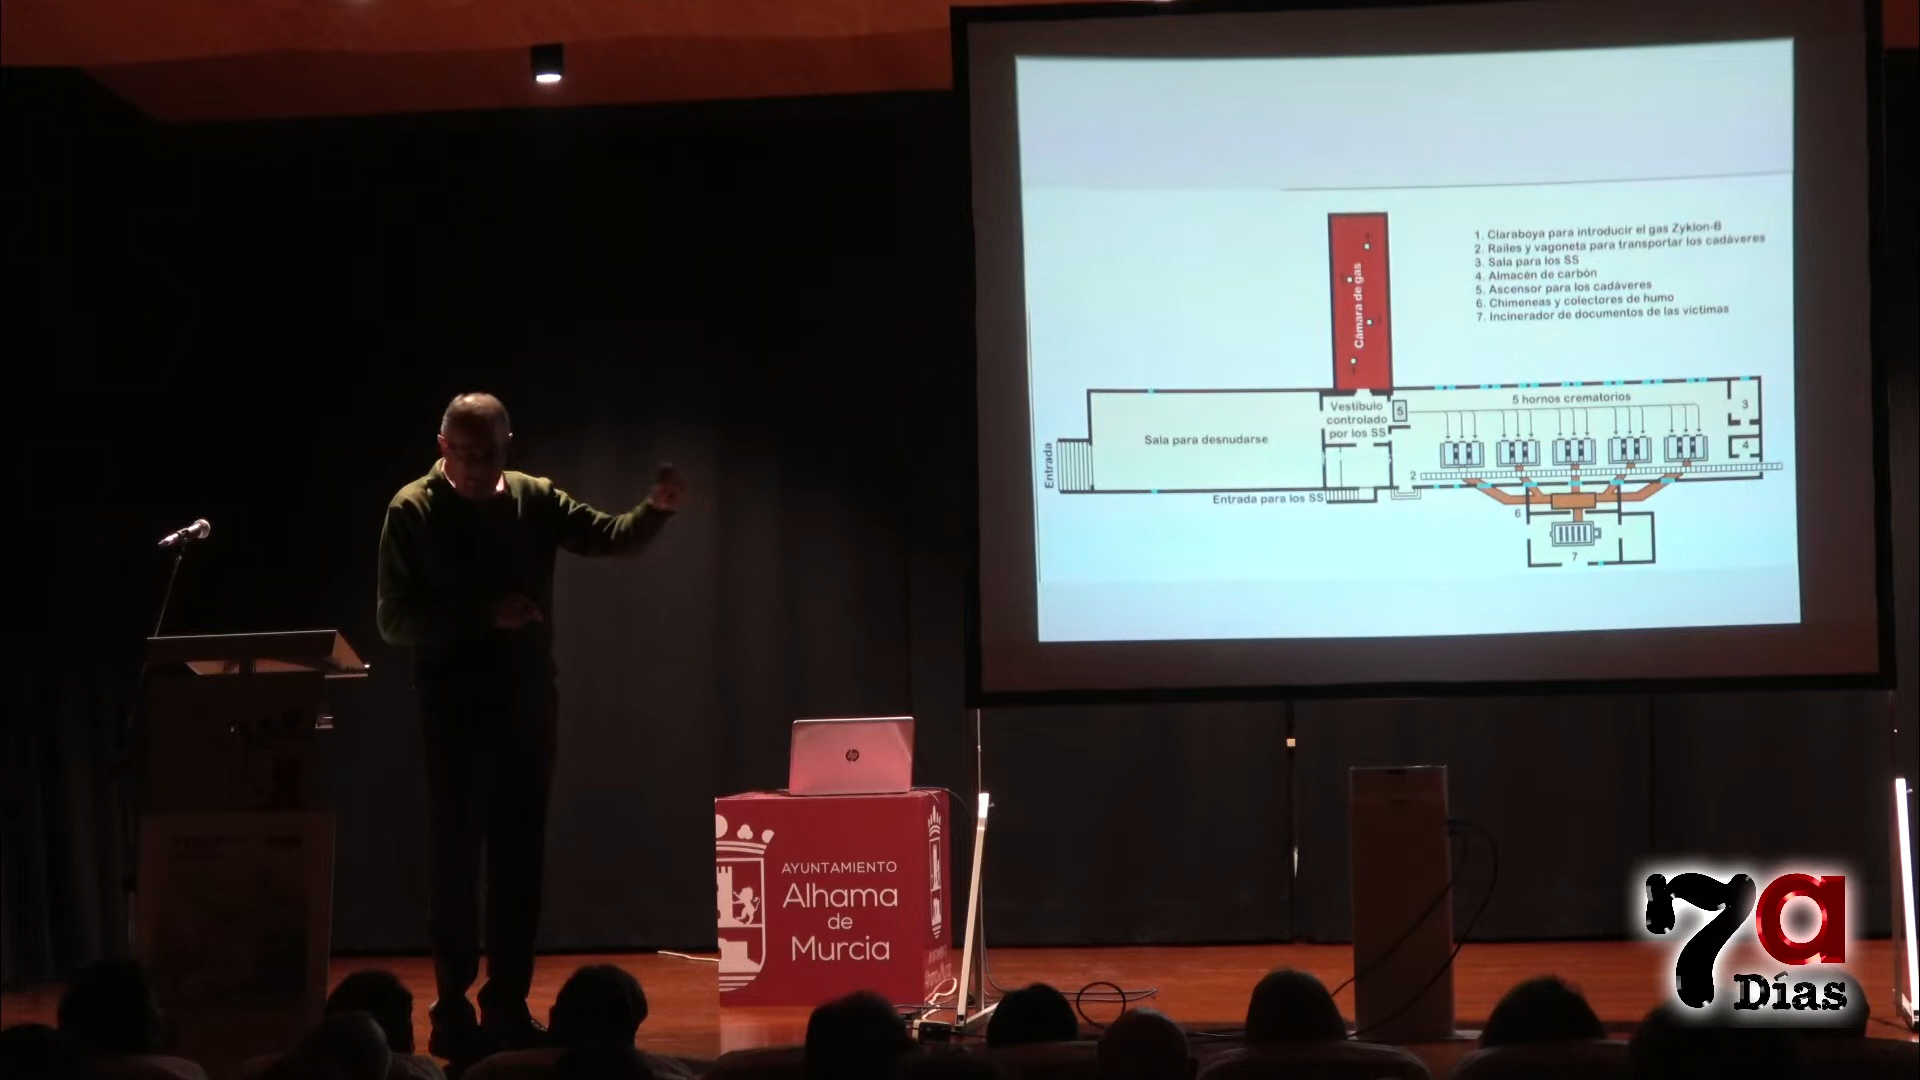 1. Claraboya para introducir el gas Zyklon-B
2. Railes y vagoneta para transportar los cadáveres
3. Sala para los SS
4. Almacén de carbón
5. Ascensor para los cadáveres
6. Chimeneas y colectores de humo
7. Incinerador de documentos de las víctimas
Cámara de gas
5 hornos crematorios
Vestíbulo
controlado
por los SS
5
3
4
Sala para desnudarse
Entrada
2
Entrada para los SS
6
7
hp
AYUNTAMIENTO
Alhama
de
Murcia
7a
Días